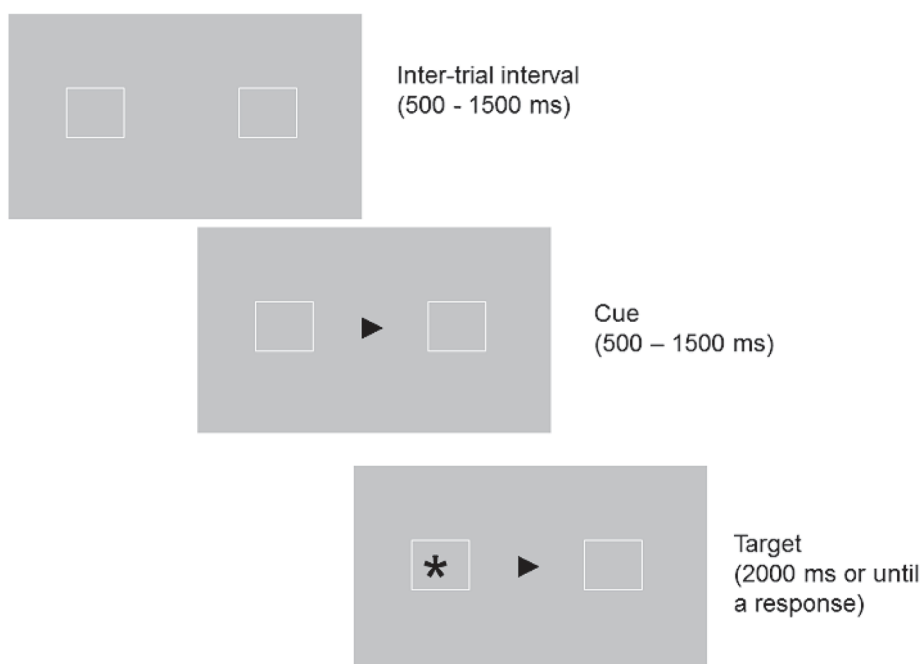 Inter-trial interval
(500 - 1500 ms)
Cue
(500 – 1500 ms)
*
Target
(2000 ms or until
a response)